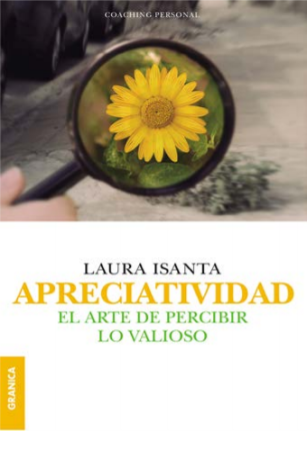 COACHING PERSONAL
LAURA ISANTA
APRECIATIVIDAD
EL ARTE DE PERCIBIR
LO VALIOSO
GRANICA